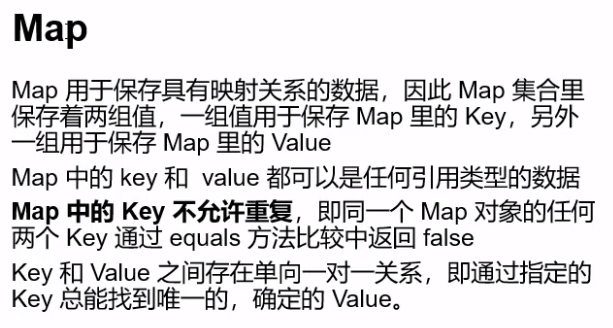 Map
Map 用于保存具有映射关系的数据，因此 Map 集合里
保存着两组值，一组值用于保存 Map 里的 Key，另外
一组用于保存 Map 里的 Value
Map 中的 key 和  value 都可以是任何引用类型的数据
Map 中的 Key 不允许重复，即同一个 Map 对象的任何
两个 Key 通过 equals 方法比较中返回 false
Key 和 Value 之间存在单向一对一关系，即通过指定的
Key 总能找到唯一的，确定的 Value。